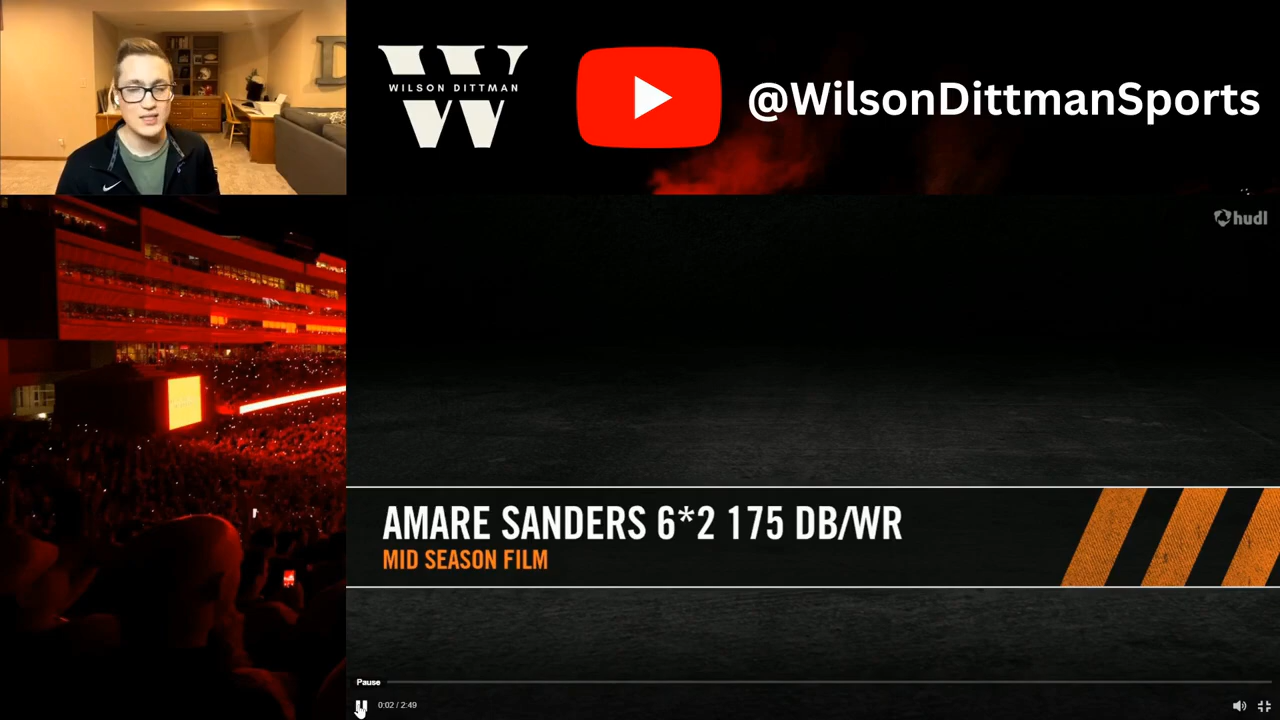 WILSON DITTMAN
@WilsonDittmanSports
hudl
AMARE SANDERS 6*2 175 DB/WR
MID SEASON FILM
Pause
0:02 / 2:49